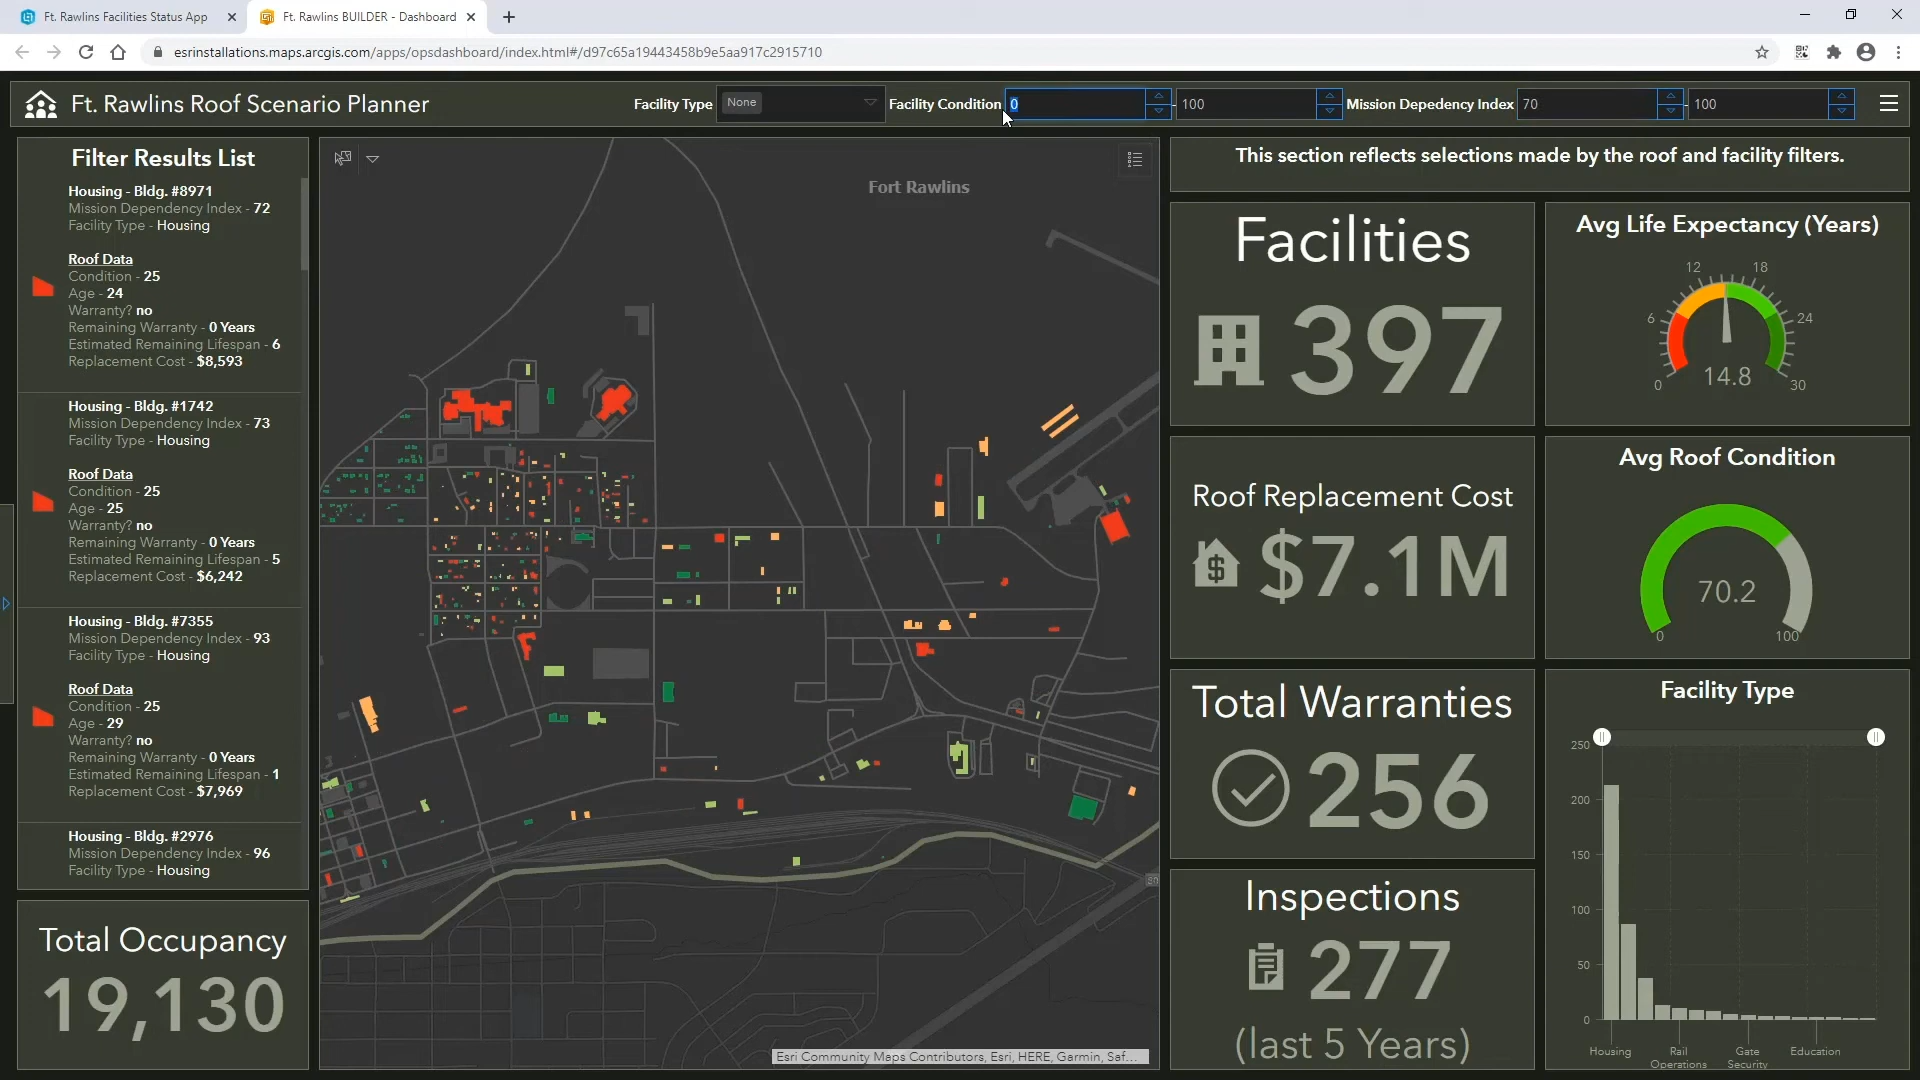 Ft. Rawlins Facilities Status App
Ft. Rawlins BUILDER - Dashboard
esrinstallations.maps.arcgis.com/apps/opsdashboard/index.html#/d97c65a19443458b9e5aa917c2915710
Ft. Rawlins Roof Scenario Planner
Facility Type
None
Facility Condition
0
-
100
Mission Depedency Index
70
-
100
Filter Results List
Housing - Bldg. #8971
Mission Dependency Index - 72
Facility Type - Housing
Roof Data
Condition - 25
Age - 24
Warranty? no
Remaining Warranty - 0 Years
Estimated Remaining Lifespan - 6
Replacement Cost - $8,593
Housing - Bldg. #1742
Mission Dependency Index - 73
Facility Type - Housing
Roof Data
Condition - 25
Age - 25
Warranty? no
Remaining Warranty - 0 Years
Estimated Remaining Lifespan - 5
Replacement Cost - $6,242
Housing - Bldg. #7355
Mission Dependency Index - 93
Facility Type - Housing
Roof Data
Condition - 25
Age - 29
Warranty? no
Remaining Warranty - 0 Years
Estimated Remaining Lifespan - 1
Replacement Cost - $7,969
Housing - Bldg. #2976
Mission Dependency Index - 96
Facility Type - Housing
Total Occupancy
19,130
Fort Rawlins
Esri Community Maps Contributors, Esri, HERE, Garmin, Saf...
This section reflects selections made by the roof and facility filters.
Facilities
397
Avg Life Expectancy (Years)
12
18
6
24
0
14.8
30
Roof Replacement Cost
$7.1M
Avg Roof Condition
70.2
0
100
Total Warranties
256
Inspections
277
(last 5 Years)
Facility Type
250
200
150
100
50
0
Housing
Rail
Operations
Gate
Security
Education